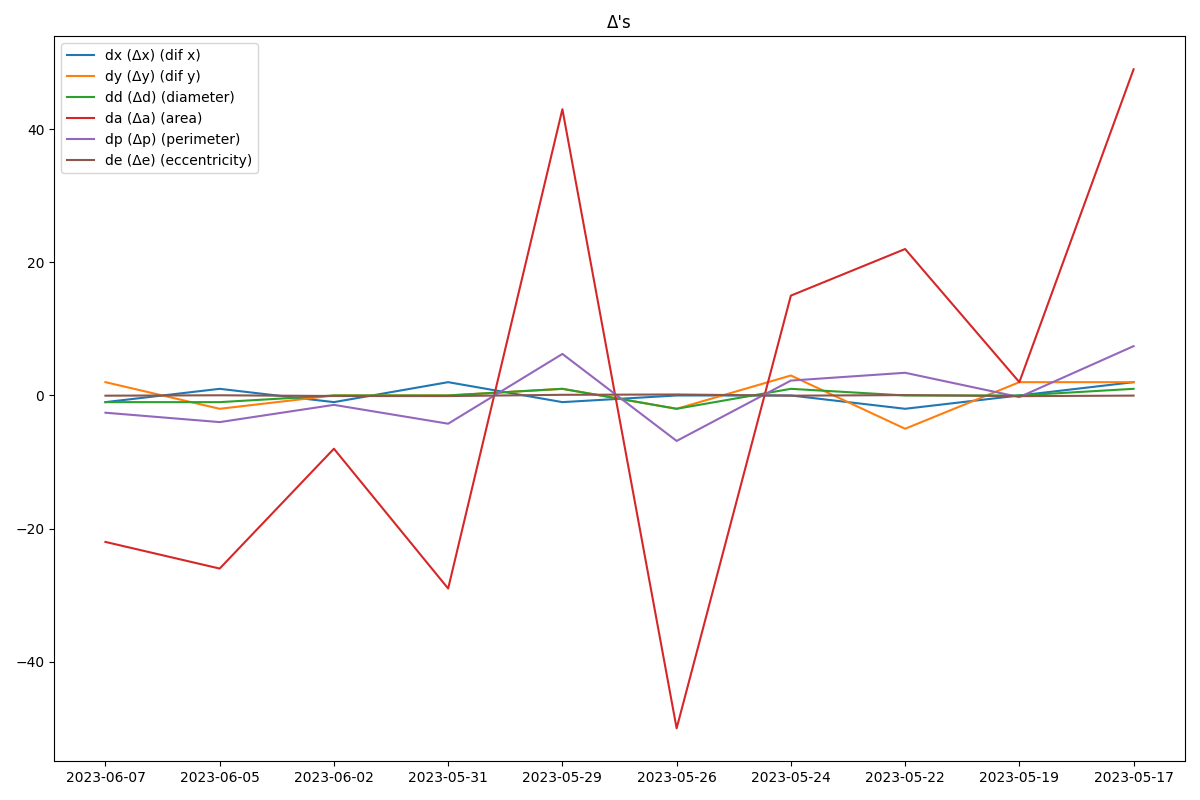 Δ's
dx (Δx) (dif x)
dy (Δy) (dif y)
dd (Δd) (diameter)
da (Δa) (area)
dp (Δp) (perimeter)
de (Δe) (eccentricity)
40
20
0
−20
−40
2023-06-07 2023-06-05 2023-06-02 2023-05-31 2023-05-29 2023-05-26 2023-05-24 2023-05-22 2023-05-19 2023-05-17